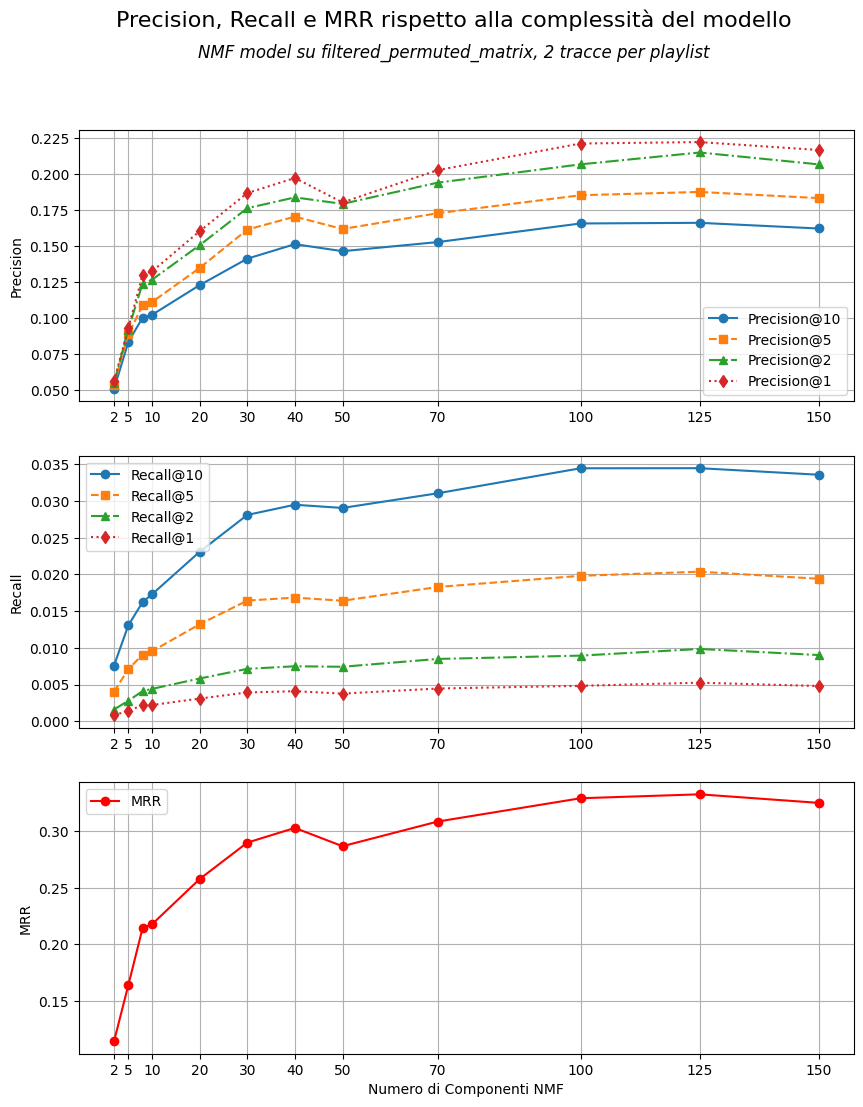 Precision, Recall e MRR rispetto alla complessità del modello
NMF model su filtered_permuted_matrix, 2 tracce per playlist
Precision
0.225
0.200
0.175
0.150
0.125
0.100
0.075
0.050
Precision@10
Precision@5
Precision@2
Precision@1
2 5 10 20 30 40 50 70 100 125 150
Recall
0.035
0.030
0.025
0.020
0.015
0.010
0.005
0.000
Recall@10
Recall@5
Recall@2
Recall@1
2 5 10 20 30 40 50 70 100 125 150
MRR
0.30
0.25
0.20
0.15
MRR
2 5 10 20 30 40 50 70 100 125 150
Numero di Componenti NMF